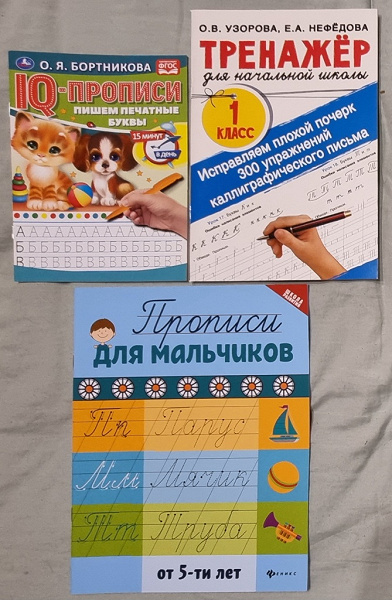 О. Я. БОРТНИКОВА
ФГОС
IQ-ПРОПИСИ
ПИШЕМ ПЕЧАТНЫЕ
БУКВЫ
15 МИНУТ
В ДЕНЬ
А
Б
В
О.В. УЗОРОВА, Е.А. НЕФЁДОВА
ТРЕНАЖЁР
для начальной школы
1
КЛАСС
Исправляем плохой почерк
300 упражнений
каллиграфического письма
Прописи
ДЛЯ МАЛЬЧИКОВ
ШКОЛА
РАЗВИТИЯ
Пп Парус
Мм Мячик
Тт Труба
от 5-ти лет
Феникс